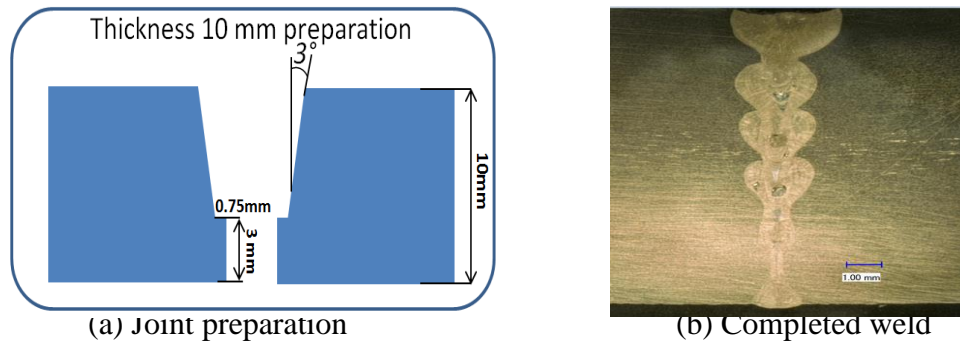 Thickness 10 mm preparation
3°
0.75mm
3 mm
10mm
1.00 mm
(a) Joint preparation
(b) Completed weld